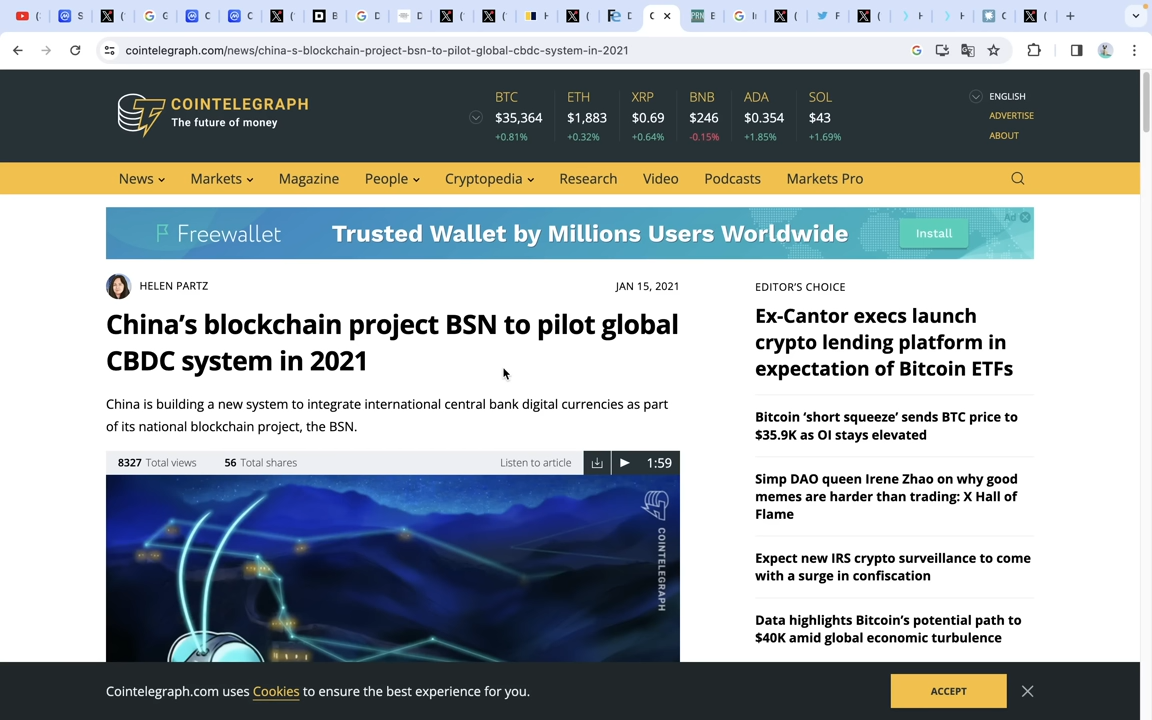 cointelegraph.com/news/china-s-blockchain-project-bsn-to-pilot-global-cbdc-system-in-2021
COINTELEGRAPH
The future of money
BTC
$35,364
+0.81%
ETH
$1,883
+0.32%
XRP
$0.69
+0.64%
BNB
$246
-0.15%
ADA
$0.354
+1.85%
SOL
$43
+1.69%
ENGLISH
ADVERTISE
ABOUT
News
Markets
Magazine
People
Cryptopedia
Research
Video
Podcasts
Markets Pro
Freewallet
Trusted Wallet by Millions Users Worldwide
Install
Ad
HELEN PARTZ
JAN 15, 2021
China’s blockchain project BSN to pilot global
CBDC system in 2021
China is building a new system to integrate international central bank digital currencies as part
of its national blockchain project, the BSN.
8327 Total views
56 Total shares
Listen to article
1:59
COINTELEGRAPH
EDITOR’S CHOICE
Ex-Cantor execs launch
crypto lending platform in
expectation of Bitcoin ETFs
Bitcoin ‘short squeeze’ sends BTC price to
$35.9K as OI stays elevated
Simp DAO queen Irene Zhao on why good
memes are harder than trading: X Hall of
Flame
Expect new IRS crypto surveillance to come
with a surge in confiscation
Data highlights Bitcoin’s potential path to
$40K amid global economic turbulence
Cointelegraph.com uses Cookies to ensure the best experience for you.
ACCEPT